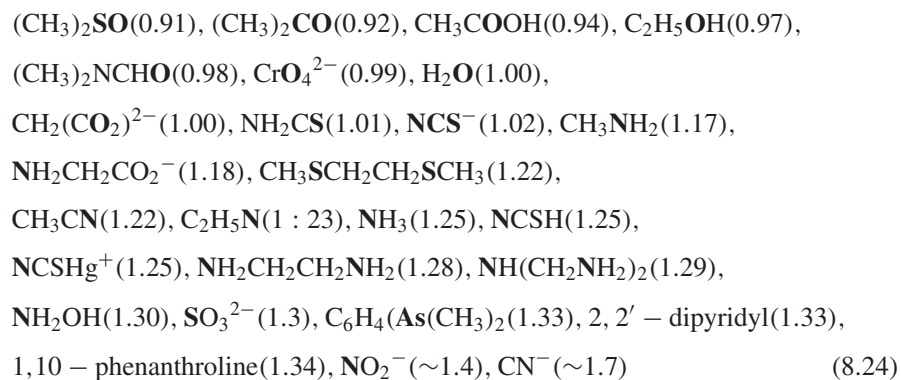 (CH₃)₂SO(0.91), (CH₃)₂CO(0.92), CH₃COOH(0.94), C₂H₅OH(0.97),
(CH₃)₂NCHO(0.98), CrO₄²⁻(0.99), H₂O(1.00),
CH₂(CO₂)²⁻(1.00), NH₂CS(1.01), NCS⁻(1.02), CH₃NH₂(1.17),
NH₂CH₂CO₂⁻(1.18), CH₃SCH₂CH₂SCH₃(1.22),
CH₃CN(1.22), C₂H₅N(1 : 23), NH₃(1.25), NCSH(1.25),
NCSHg⁺(1.25), NH₂CH₂CH₂NH₂(1.28), NH(CH₂NH₂)₂(1.29),
NH₂OH(1.30), SO₃²⁻(1.3), C₆H₄(As(CH₃)₂(1.33), 2, 2′ − dipyridyl(1.33),
1,10 − phenanthroline(1.34), NO₂⁻(∼1.4), CN⁻(∼1.7) (8.24)